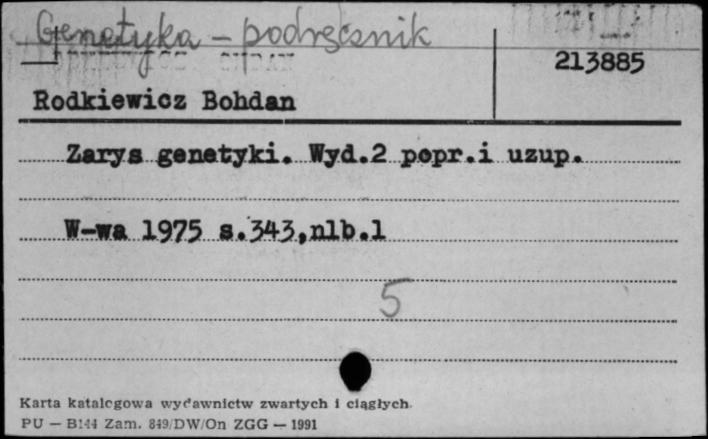 Genetyka - podręcznik
213885
Rodkiewicz Bohdan
Zarys genetyki. Wyd.2 popr.i uzup.
W-wa 1975 s.343,nlb.1
5
Karta katalogowa wydawnictw zwartych i ciągłych.
PU — B144 Zam. 849/DW/On ZGG — 1991